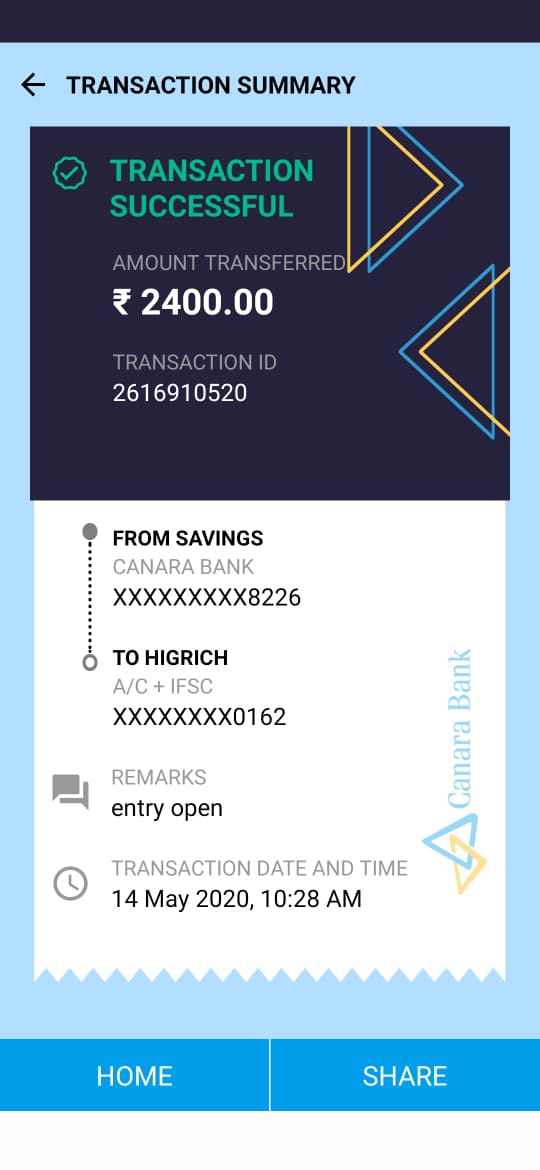 TRANSACTION SUMMARY
TRANSACTION
SUCCESSFUL
AMOUNT TRANSFERRED
₹ 2400.00
TRANSACTION ID
2616910520
FROM SAVINGS
CANARA BANK
XXXXXXXXX8226
TO HIGRICH
A/C + IFSC
XXXXXXXX0162
REMARKS
entry open
TRANSACTION DATE AND TIME
14 May 2020, 10:28 AM
Canara Bank
HOME
SHARE